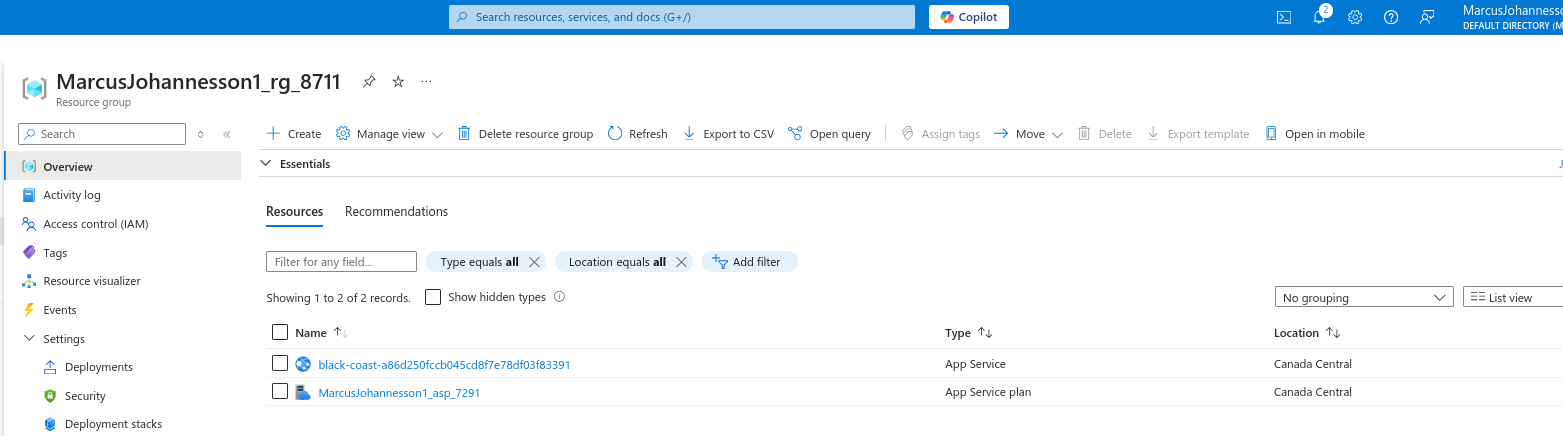 Search resources, services, and docs (G+/)
Copilot
2
MarcusJohannesso
DEFAULT DIRECTORY (M
MarcusJohannesson1_rg_8711
Resource group
Search
Create Manage view Delete resource group Refresh Export to CSV Open query Assign tags Move Delete Export template Open in mobile
Essentials
J
Overview
Activity log
Access control (IAM)
Tags
Resource visualizer
Events
Settings
Deployments
Security
Deployment stacks
Resources Recommendations
Filter for any field... Type equals all Location equals all Add filter
Showing 1 to 2 of 2 records. Show hidden types No grouping List view
Name Type Location
black-coast-a86d250fccb045cd8f7e78df03f83391 App Service Canada Central
MarcusJohannesson1_asp_7291 App Service plan Canada Central